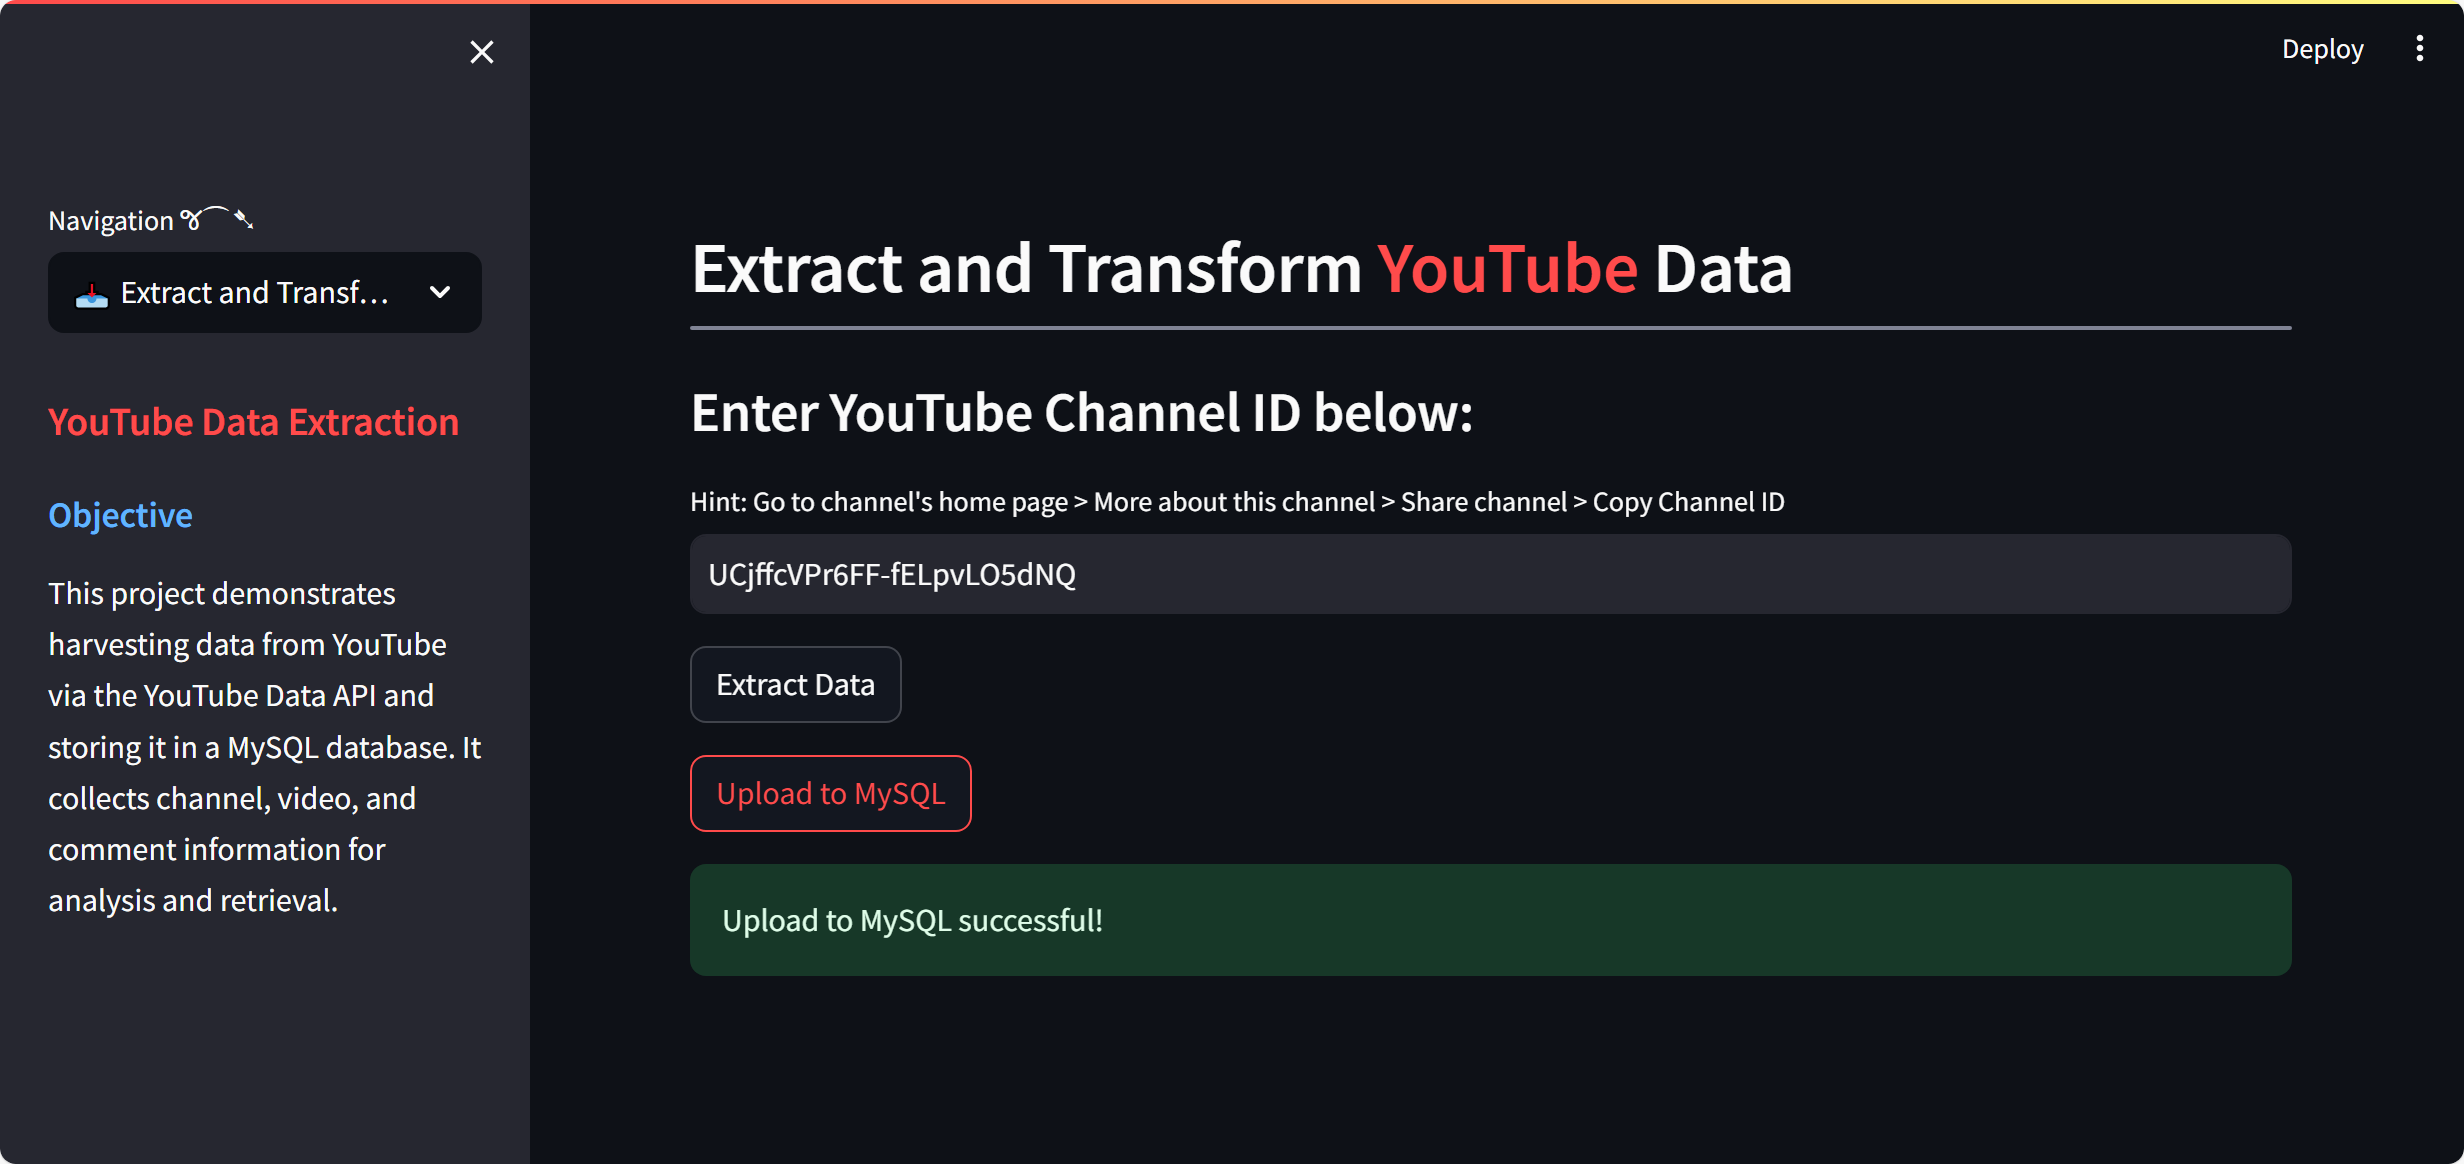 Deploy
Navigation
Extract and Transf...
YouTube Data Extraction
Objective
This project demonstrates
harvesting data from YouTube
via the YouTube Data API and
storing it in a MySQL database. It
collects channel, video, and
comment information for
analysis and retrieval.
Extract and Transform YouTube Data
Enter YouTube Channel ID below:
Hint: Go to channel's home page > More about this channel > Share channel > Copy Channel ID
UCjffcVPr6FF-fELpvLO5dNQ
Extract Data
Upload to MySQL
Upload to MySQL successful!